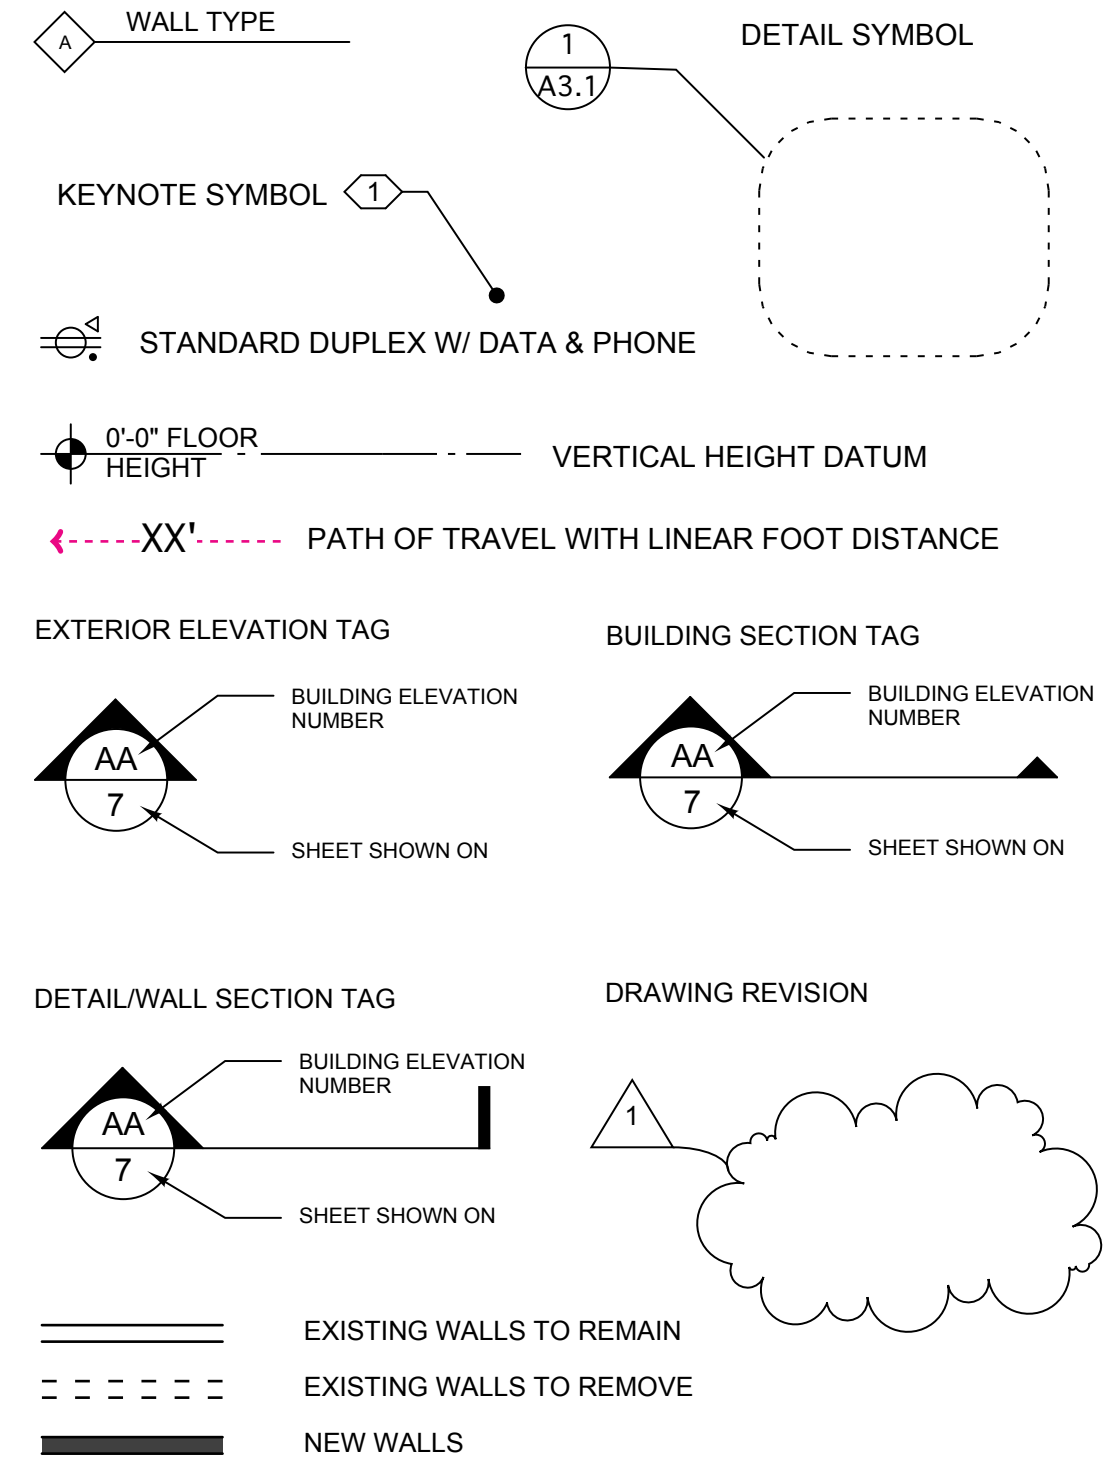 WALL TYPE
A
1
A3.1
DETAIL SYMBOL
KEYNOTE SYMBOL 1
STANDARD DUPLEX W/ DATA & PHONE
0'-0" FLOOR
HEIGHT
VERTICAL HEIGHT DATUM
XX'
PATH OF TRAVEL WITH LINEAR FOOT DISTANCE
EXTERIOR ELEVATION TAG
BUILDING ELEVATION
NUMBER
AA
7
SHEET SHOWN ON
BUILDING SECTION TAG
BUILDING ELEVATION
NUMBER
AA
7
SHEET SHOWN ON
DETAIL/WALL SECTION TAG
BUILDING ELEVATION
NUMBER
AA
7
SHEET SHOWN ON
DRAWING REVISION
1
EXISTING WALLS TO REMAIN
EXISTING WALLS TO REMOVE
NEW WALLS